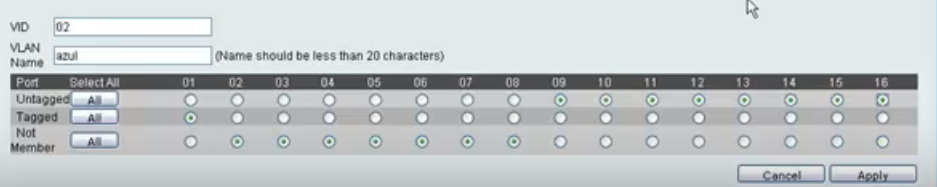 VID 02
VLAN Name azul (Name should be less than 20 characters)
Port Select All 01 02 03 04 05 06 07 08 09 10 11 12 13 14 15 16
Untagged All
Tagged All
Not Member All
Cancel Apply